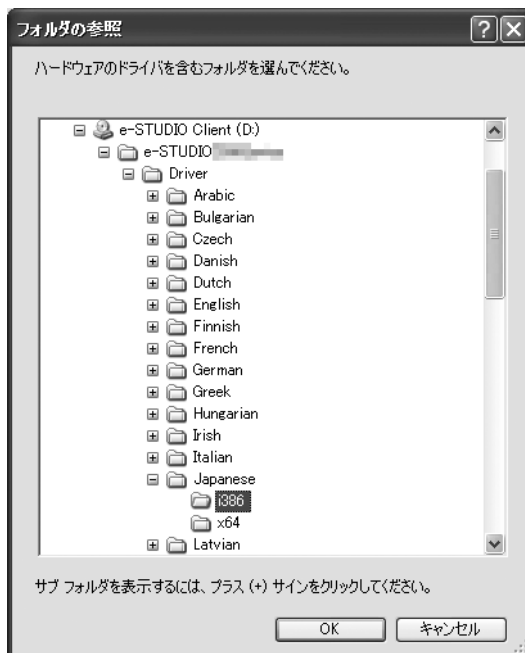 フォルダの参照
ハードウェアのドライバを含むフォルダを選んでください。
e-STUDIO Client (D:)
e-STUDIO
Driver
Arabic
Bulgarian
Czech
Danish
Dutch
English
Finnish
French
German
Greek
Hungarian
Irish
Italian
Japanese
i386
x64
Latvian
サブ フォルダを表示するには、プラス (+) サインをクリックしてください。
OK
キャンセル